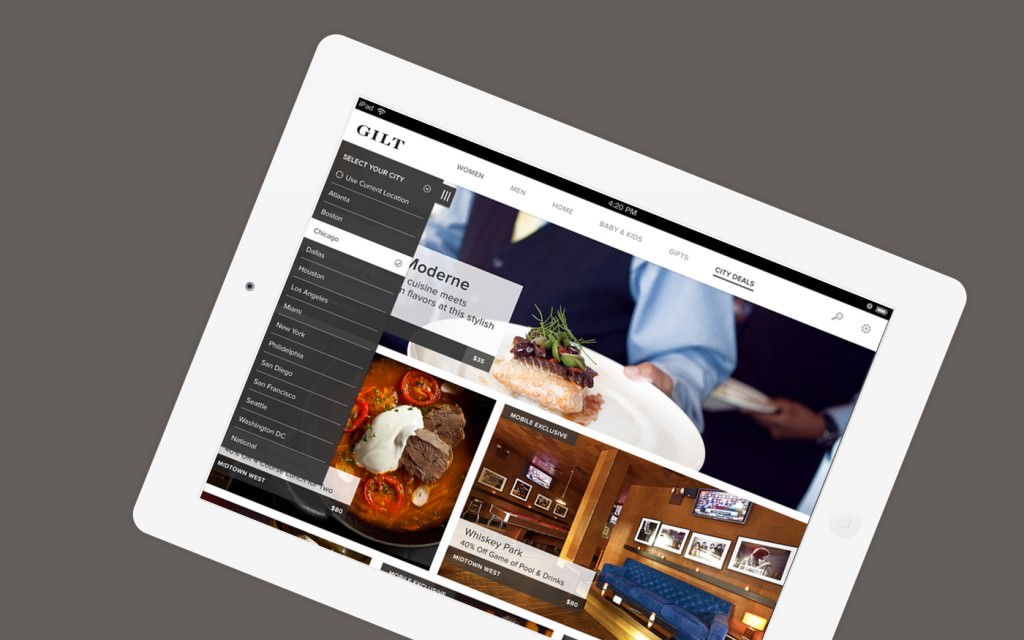 iPad
4:20 PM
GILT
WOMEN
MEN
HOME
BABY & KIDS
GIFTS
CITY DEALS
SELECT YOUR CITY
Use Current Location
Atlanta
Boston
Chicago
Dallas
Houston
Los Angeles
Miami
New York
Philidelphia
San Diego
San Francisco
Seattle
Washington DC
National
Moderne
cuisine meets
flavors at this stylish
$35
for Two
MIDTOWN WEST
$80
MOBILE EXCLUSIVE
Whiskey Park
40% Off Game of Pool & Drinks
MIDTOWN WEST
$80
MOBILE EXCLUSIVE